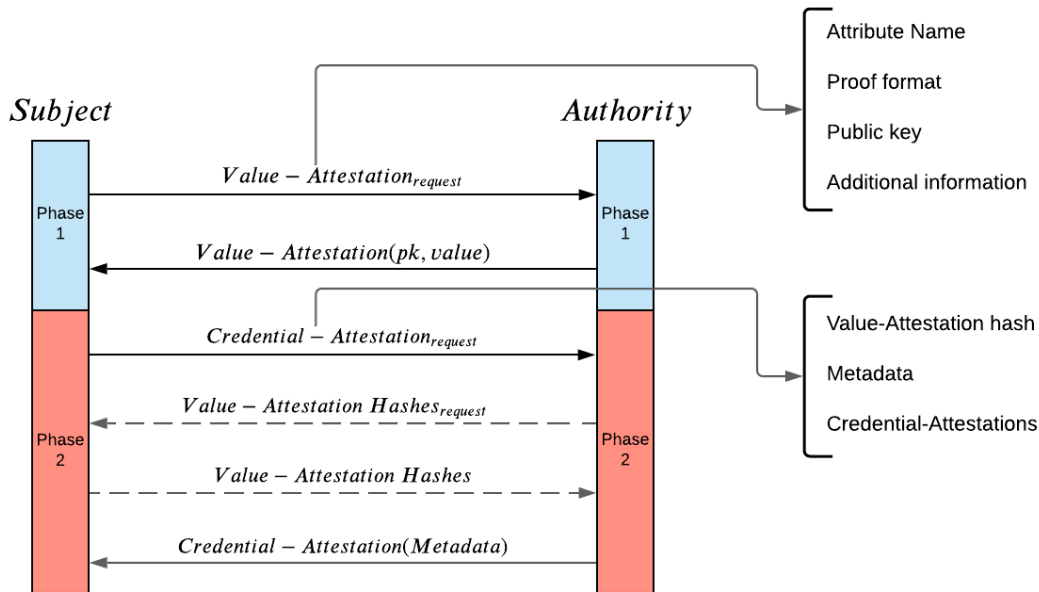 Attribute Name
Proof format
Public key
Additional information
Subject
Authority
Value − Attestation_request
Phase
1
Phase
1
Value − Attestation(pk, value)
Credential − Attestation_request
Value-Attestation hash
Metadata
Credential-Attestations
Value − Attestation Hashes_request
Phase
2
Phase
2
Value − Attestation Hashes
Credential − Attestation(Metadata)